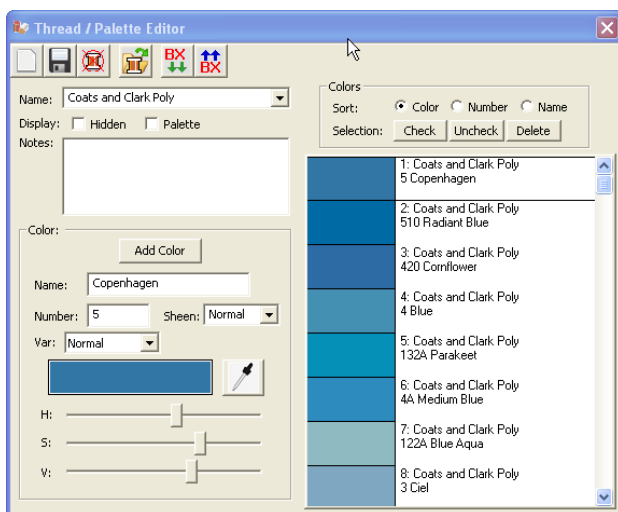 Thread / Palette Editor
BX
BX
Name: Coats and Clark Poly
Display: Hidden Palette
Notes:
Color:
Add Color
Name: Copenhagen
Number: 5 Sheen: Normal
Var: Normal
H:
S:
V:
Colors
Sort: Color Number Name
Selection: Check Uncheck Delete
1: Coats and Clark Poly
5 Copenhagen
2: Coats and Clark Poly
510 Radiant Blue
3: Coats and Clark Poly
420 Cornflower
4: Coats and Clark Poly
4 Blue
5: Coats and Clark Poly
132A Parakeet
6: Coats and Clark Poly
4A Medium Blue
7: Coats and Clark Poly
122A Blue Aqua
8: Coats and Clark Poly
3 Ciel